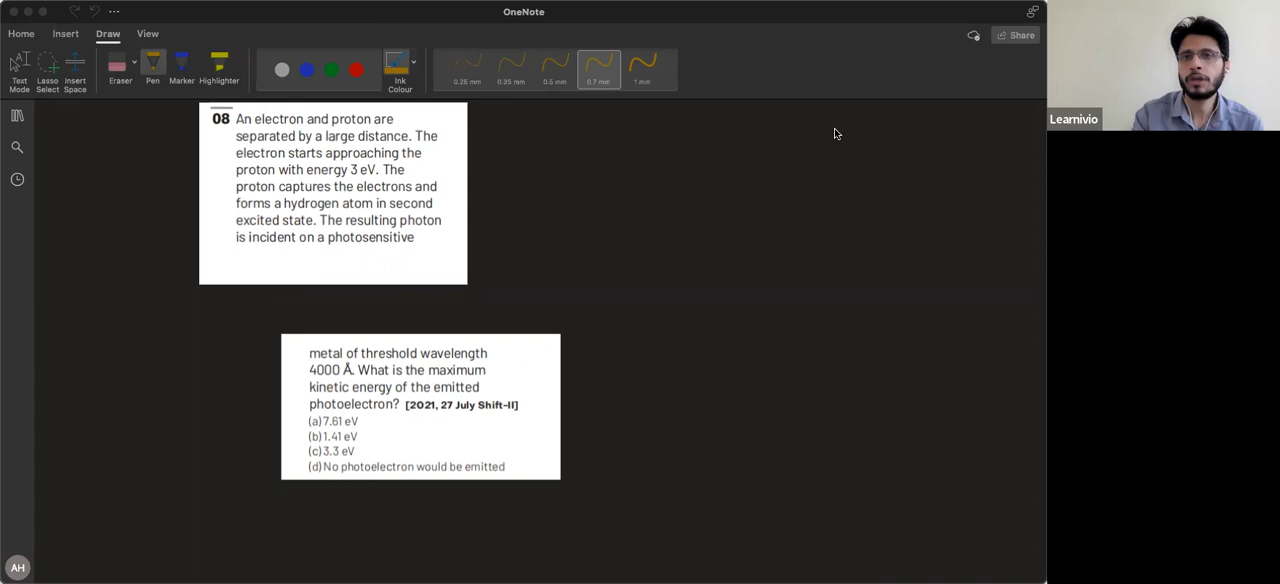 OneNote
Home Insert Draw View
Share
Text Mode
Lasso Select
Insert Space
Eraser
Pen
Marker
Highlighter
Ink Colour
0.25 mm
0.35 mm
0.5 mm
0.7 mm
1 mm
Learnivio
08 An electron and proton are
separated by a large distance. The
electron starts approaching the
proton with energy 3 eV. The
proton captures the electrons and
forms a hydrogen atom in second
excited state. The resulting photon
is incident on a photosensitive
metal of threshold wavelength
4000 Å. What is the maximum
kinetic energy of the emitted
photoelectron? [2021, 27 July Shift-II]
(a) 7.61 eV
(b) 1.41 eV
(c) 3.3 eV
(d) No photoelectron would be emitted
AH